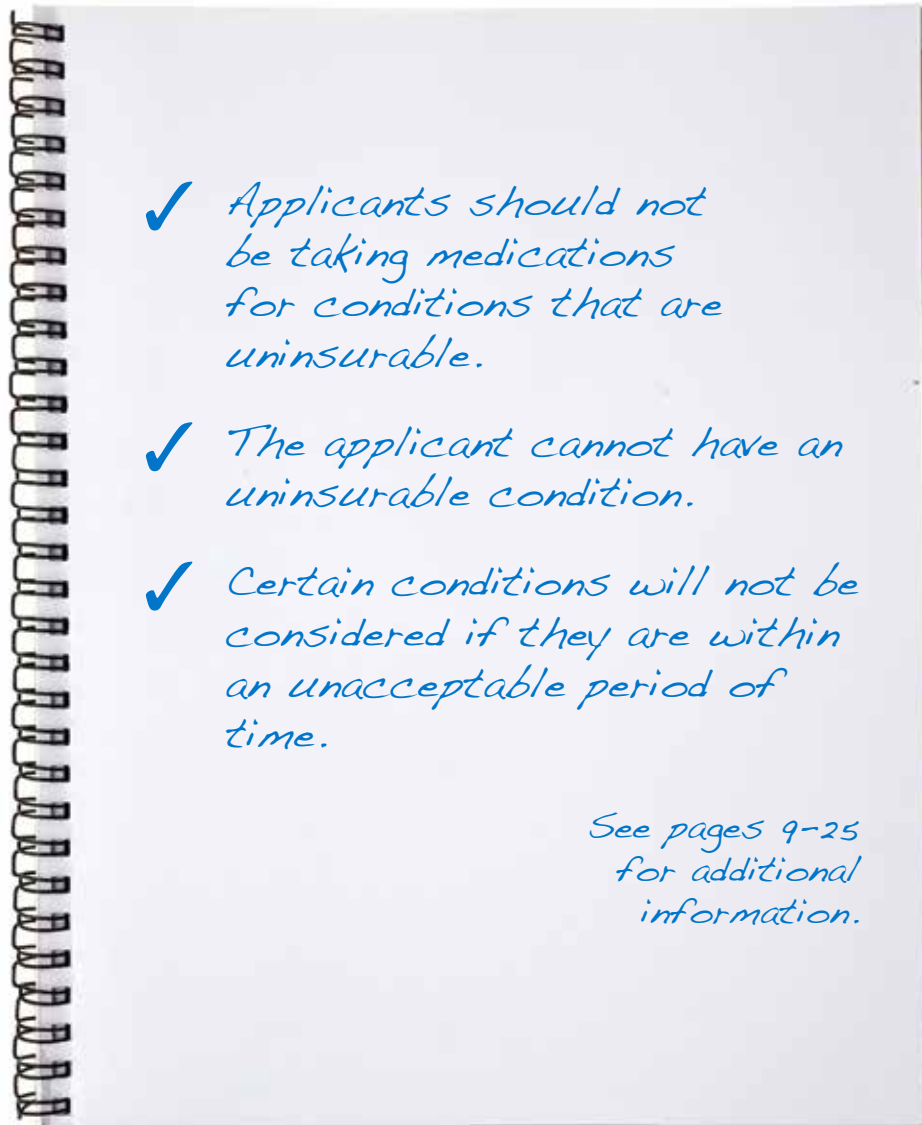 ✓ Applicants should not
be taking medications
for conditions that are
uninsurable.
✓ The applicant cannot have an
uninsurable condition.
✓ Certain conditions will not be
considered if they are within
an unacceptable period of
time.
See pages 9-25
for additional
information.